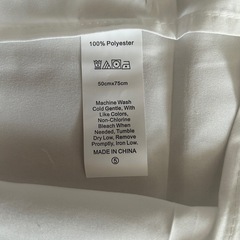 100% Polyester
50cmx75cm
Machine Wash
Cold Gentle, With
Like Colors,
Non-Chlorine
Bleach When
Needed, Tumble
Dry Low, Remove
Promptly, Iron Low.
MADE IN CHINA
5